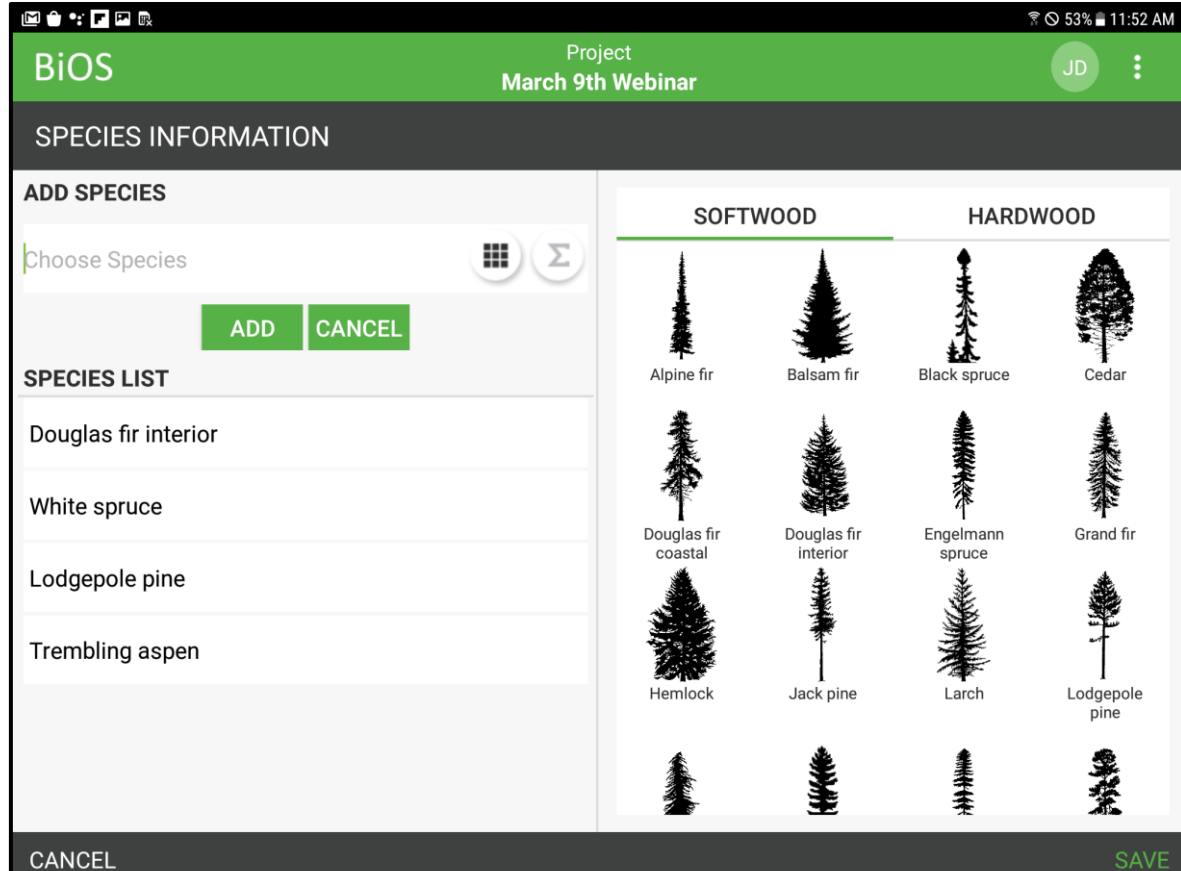 53% 11:52 AM
BiOS
Project
March 9th Webinar
JD
SPECIES INFORMATION
ADD SPECIES
Choose Species
Σ
ADD CANCEL
SPECIES LIST
Douglas fir interior
White spruce
Lodgepole pine
Trembling aspen
SOFTWOOD HARDWOOD
Alpine fir Balsam fir Black spruce Cedar
Douglas fir coastal
Douglas fir interior
Engelmann spruce
Grand fir
Hemlock Jack pine Larch Lodgepole
pine
CANCEL SAVE